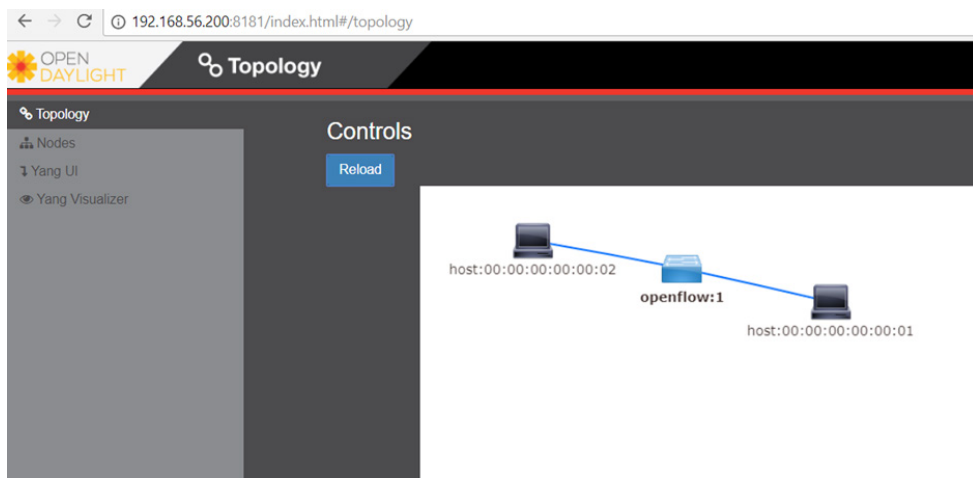 192.168.56.200:8181/index.html#/topology
OPEN
DAYLIGHT
Topology
Topology
Nodes
Yang UI
Yang Visualizer
Controls
Reload
host:00:00:00:00:00:02
openflow:1
host:00:00:00:00:00:01